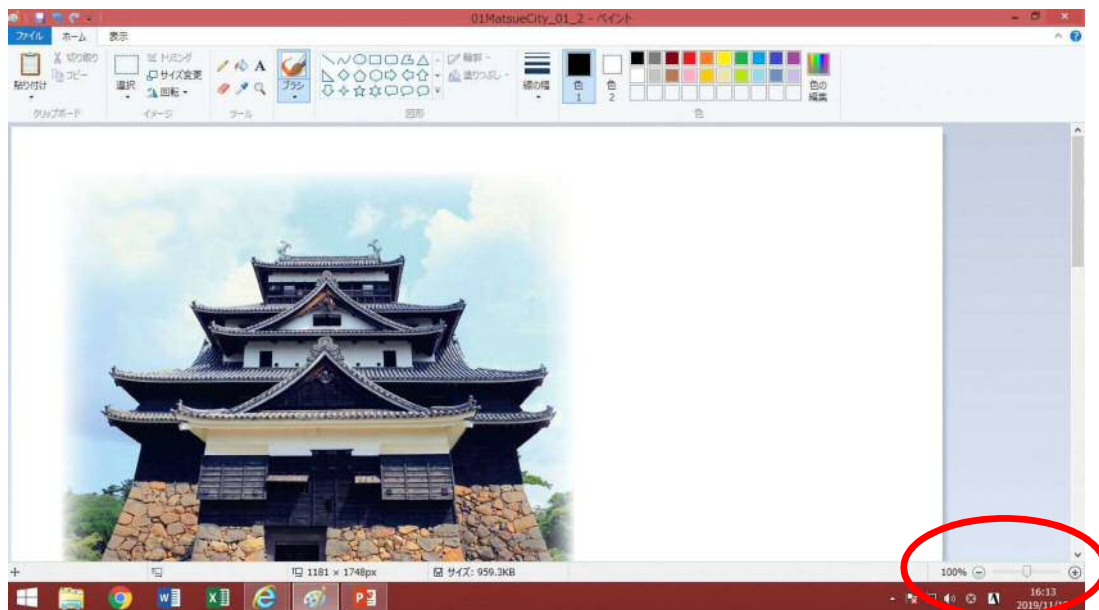 01MatsueCity_01_2 - ペイント
ファイル ホーム 表示
貼り付け
切り取り
コピー
クリップボード
選択
トリミング
サイズ変更
回転
イメージ
A
ツール
ブラシ
輪郭
塗りつぶし
図形
線の幅
色
1
色
2
色の
編集
色
1181 × 1748px
サイズ: 959.3KB
100%
16:13